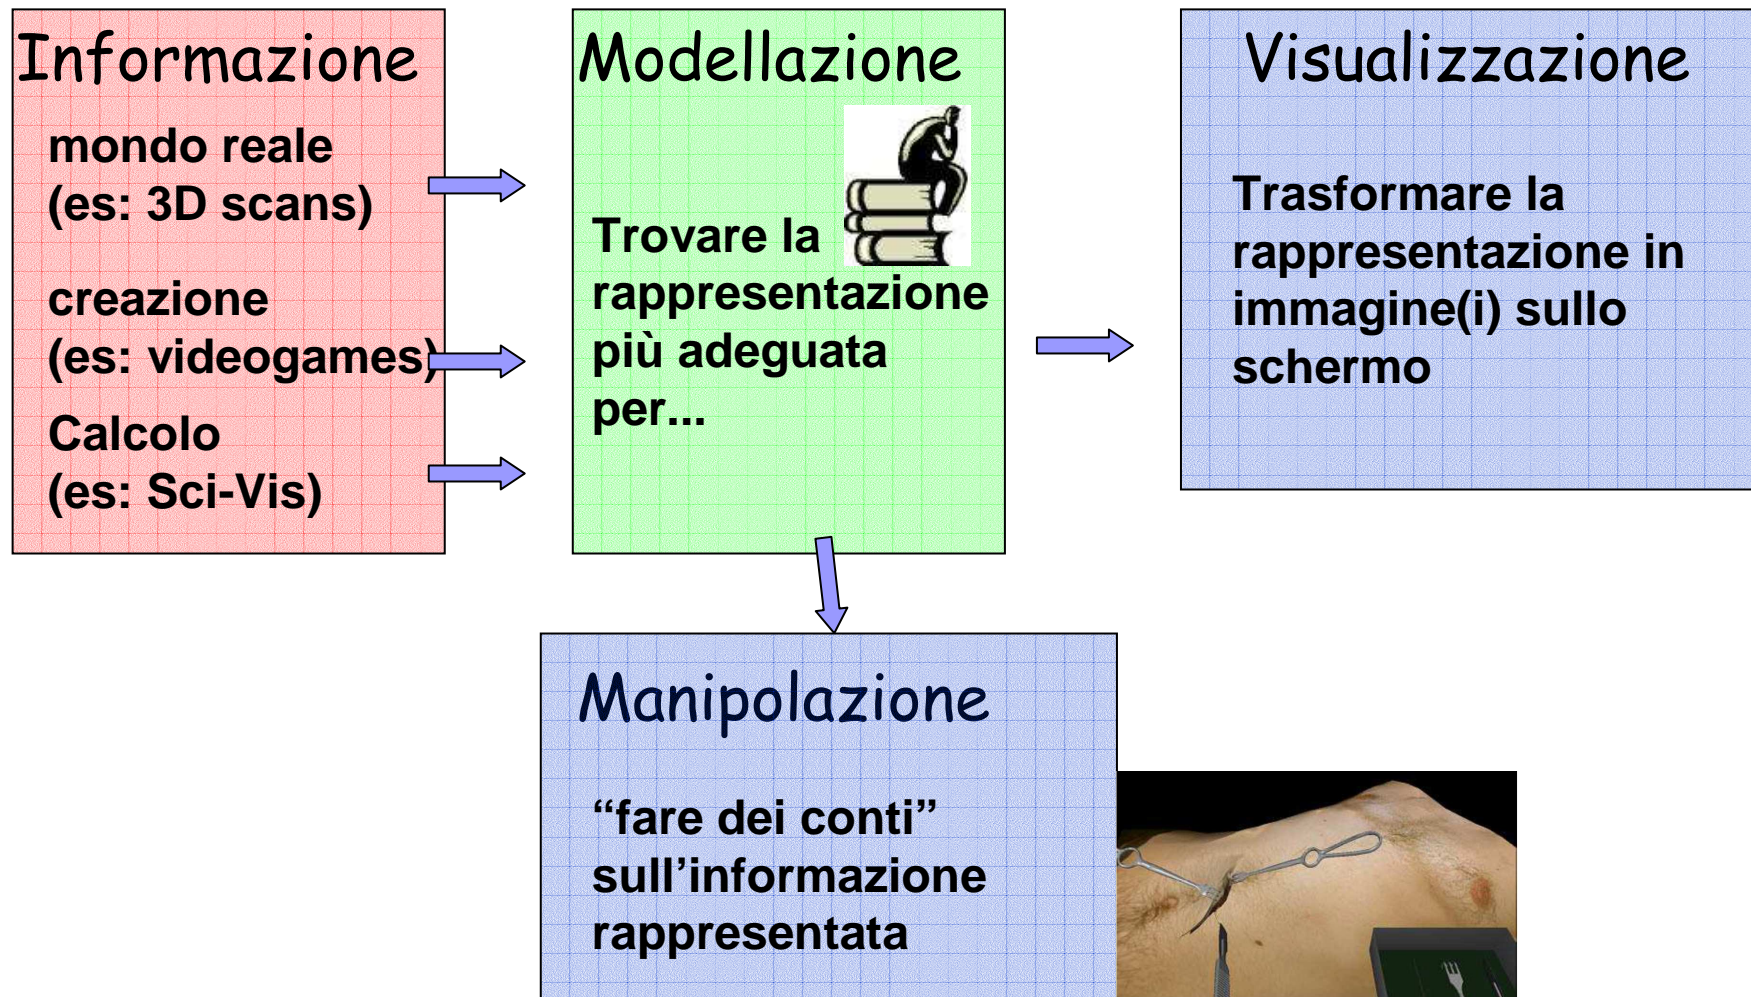 Informazione
mondo reale
(es: 3D scans)
creazione
(es: videogames)
Calcolo
(es: Sci-Vis)
Modellazione
Trovare la
rappresentazione
più adeguata
per...
Visualizzazione
Trasformare la
rappresentazione in
immagine(i) sullo
schermo
Manipolazione
“fare dei conti”
sull’informazione
rappresentata